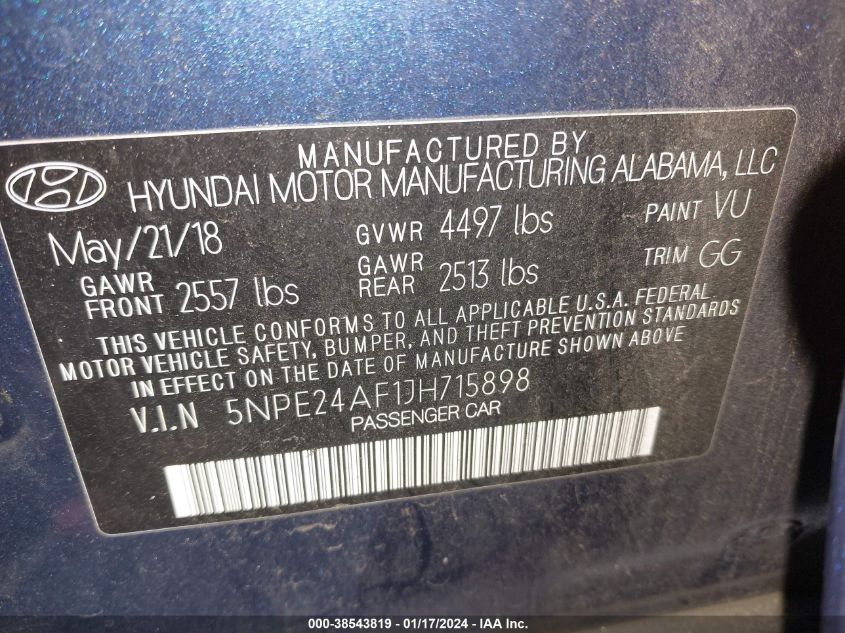 MANUFACTURED BY
HYUNDAI MOTOR MANUFACTURING ALABAMA, LLC
May/21/18 GVWR 4497 lbs PAINT VU
GAWR FRONT 2557 lbs GAWR REAR 2513 lbs TRIM GG
THIS VEHICLE CONFORMS TO ALL APPLICABLE U.S.A. FEDERAL
MOTOR VEHICLE SAFETY, BUMPER, AND THEFT PREVENTION STANDARDS
IN EFFECT ON THE DATE OF MANUFACTURE SHOWN ABOVE
V.I.N 5NPE24AF1JH715898
PASSENGER CAR
000-38543819 - 01/17/2024 - IAA Inc.